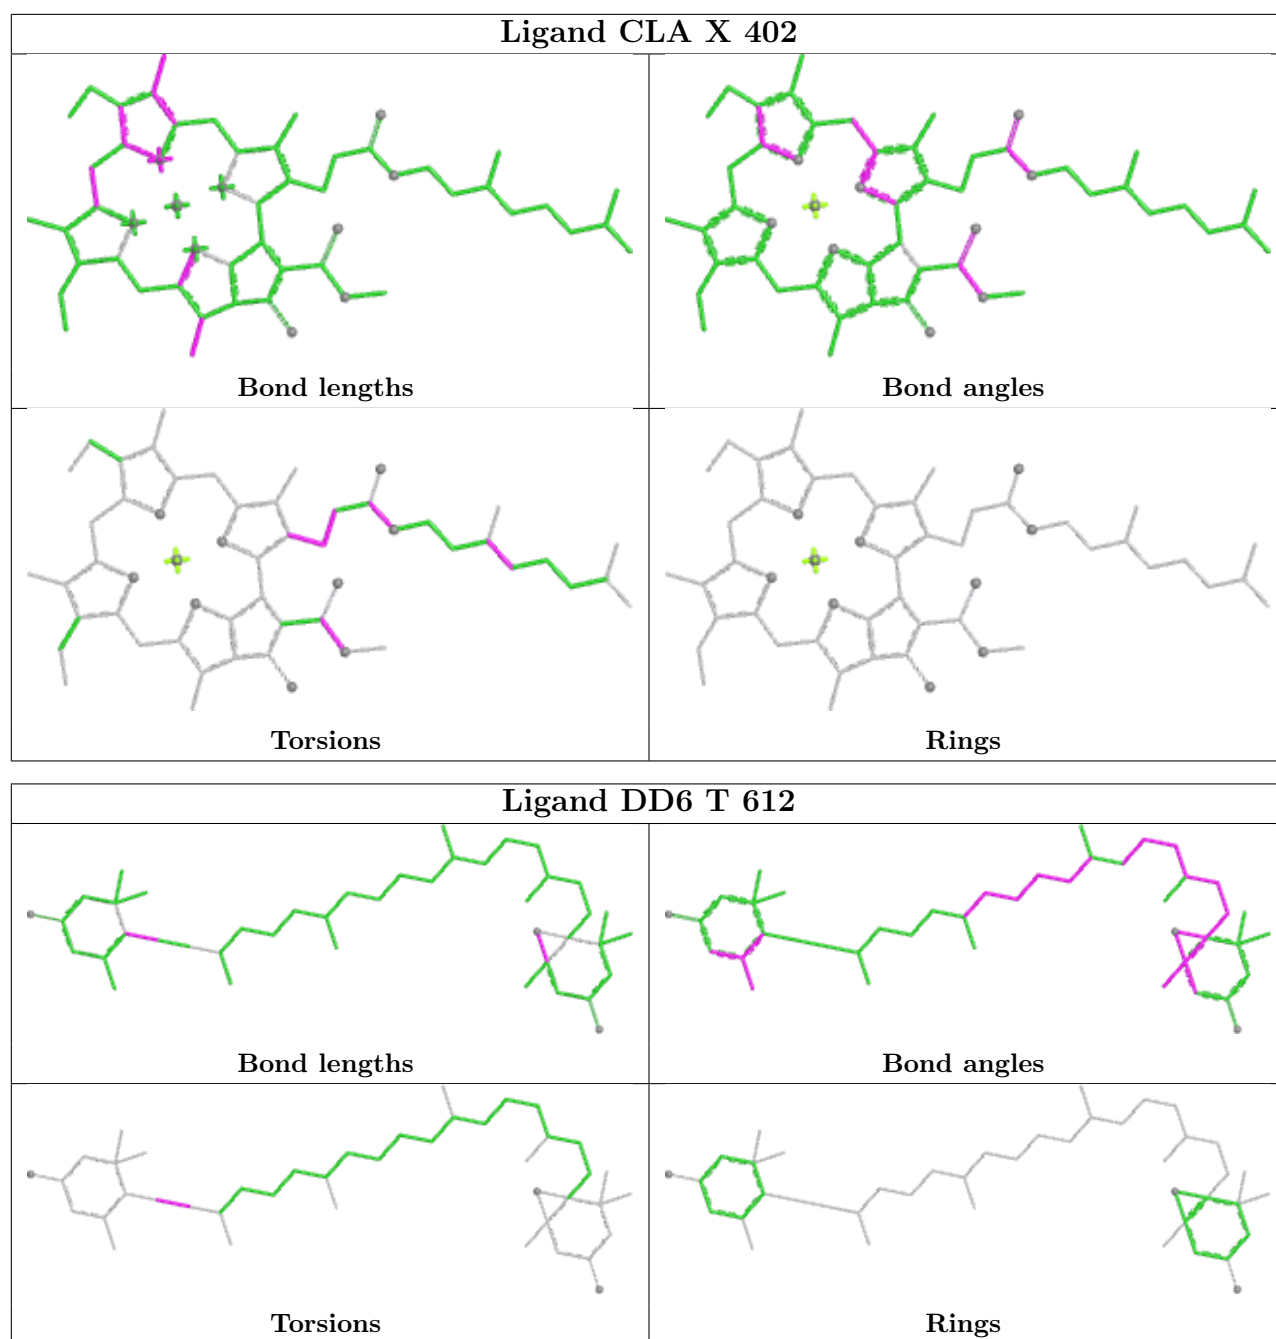 Ligand CLA X 402
Bond lengths
Bond angles
Torsions
Rings
Ligand DD6 T 612
Bond lengths
Bond angles
Torsions
Rings